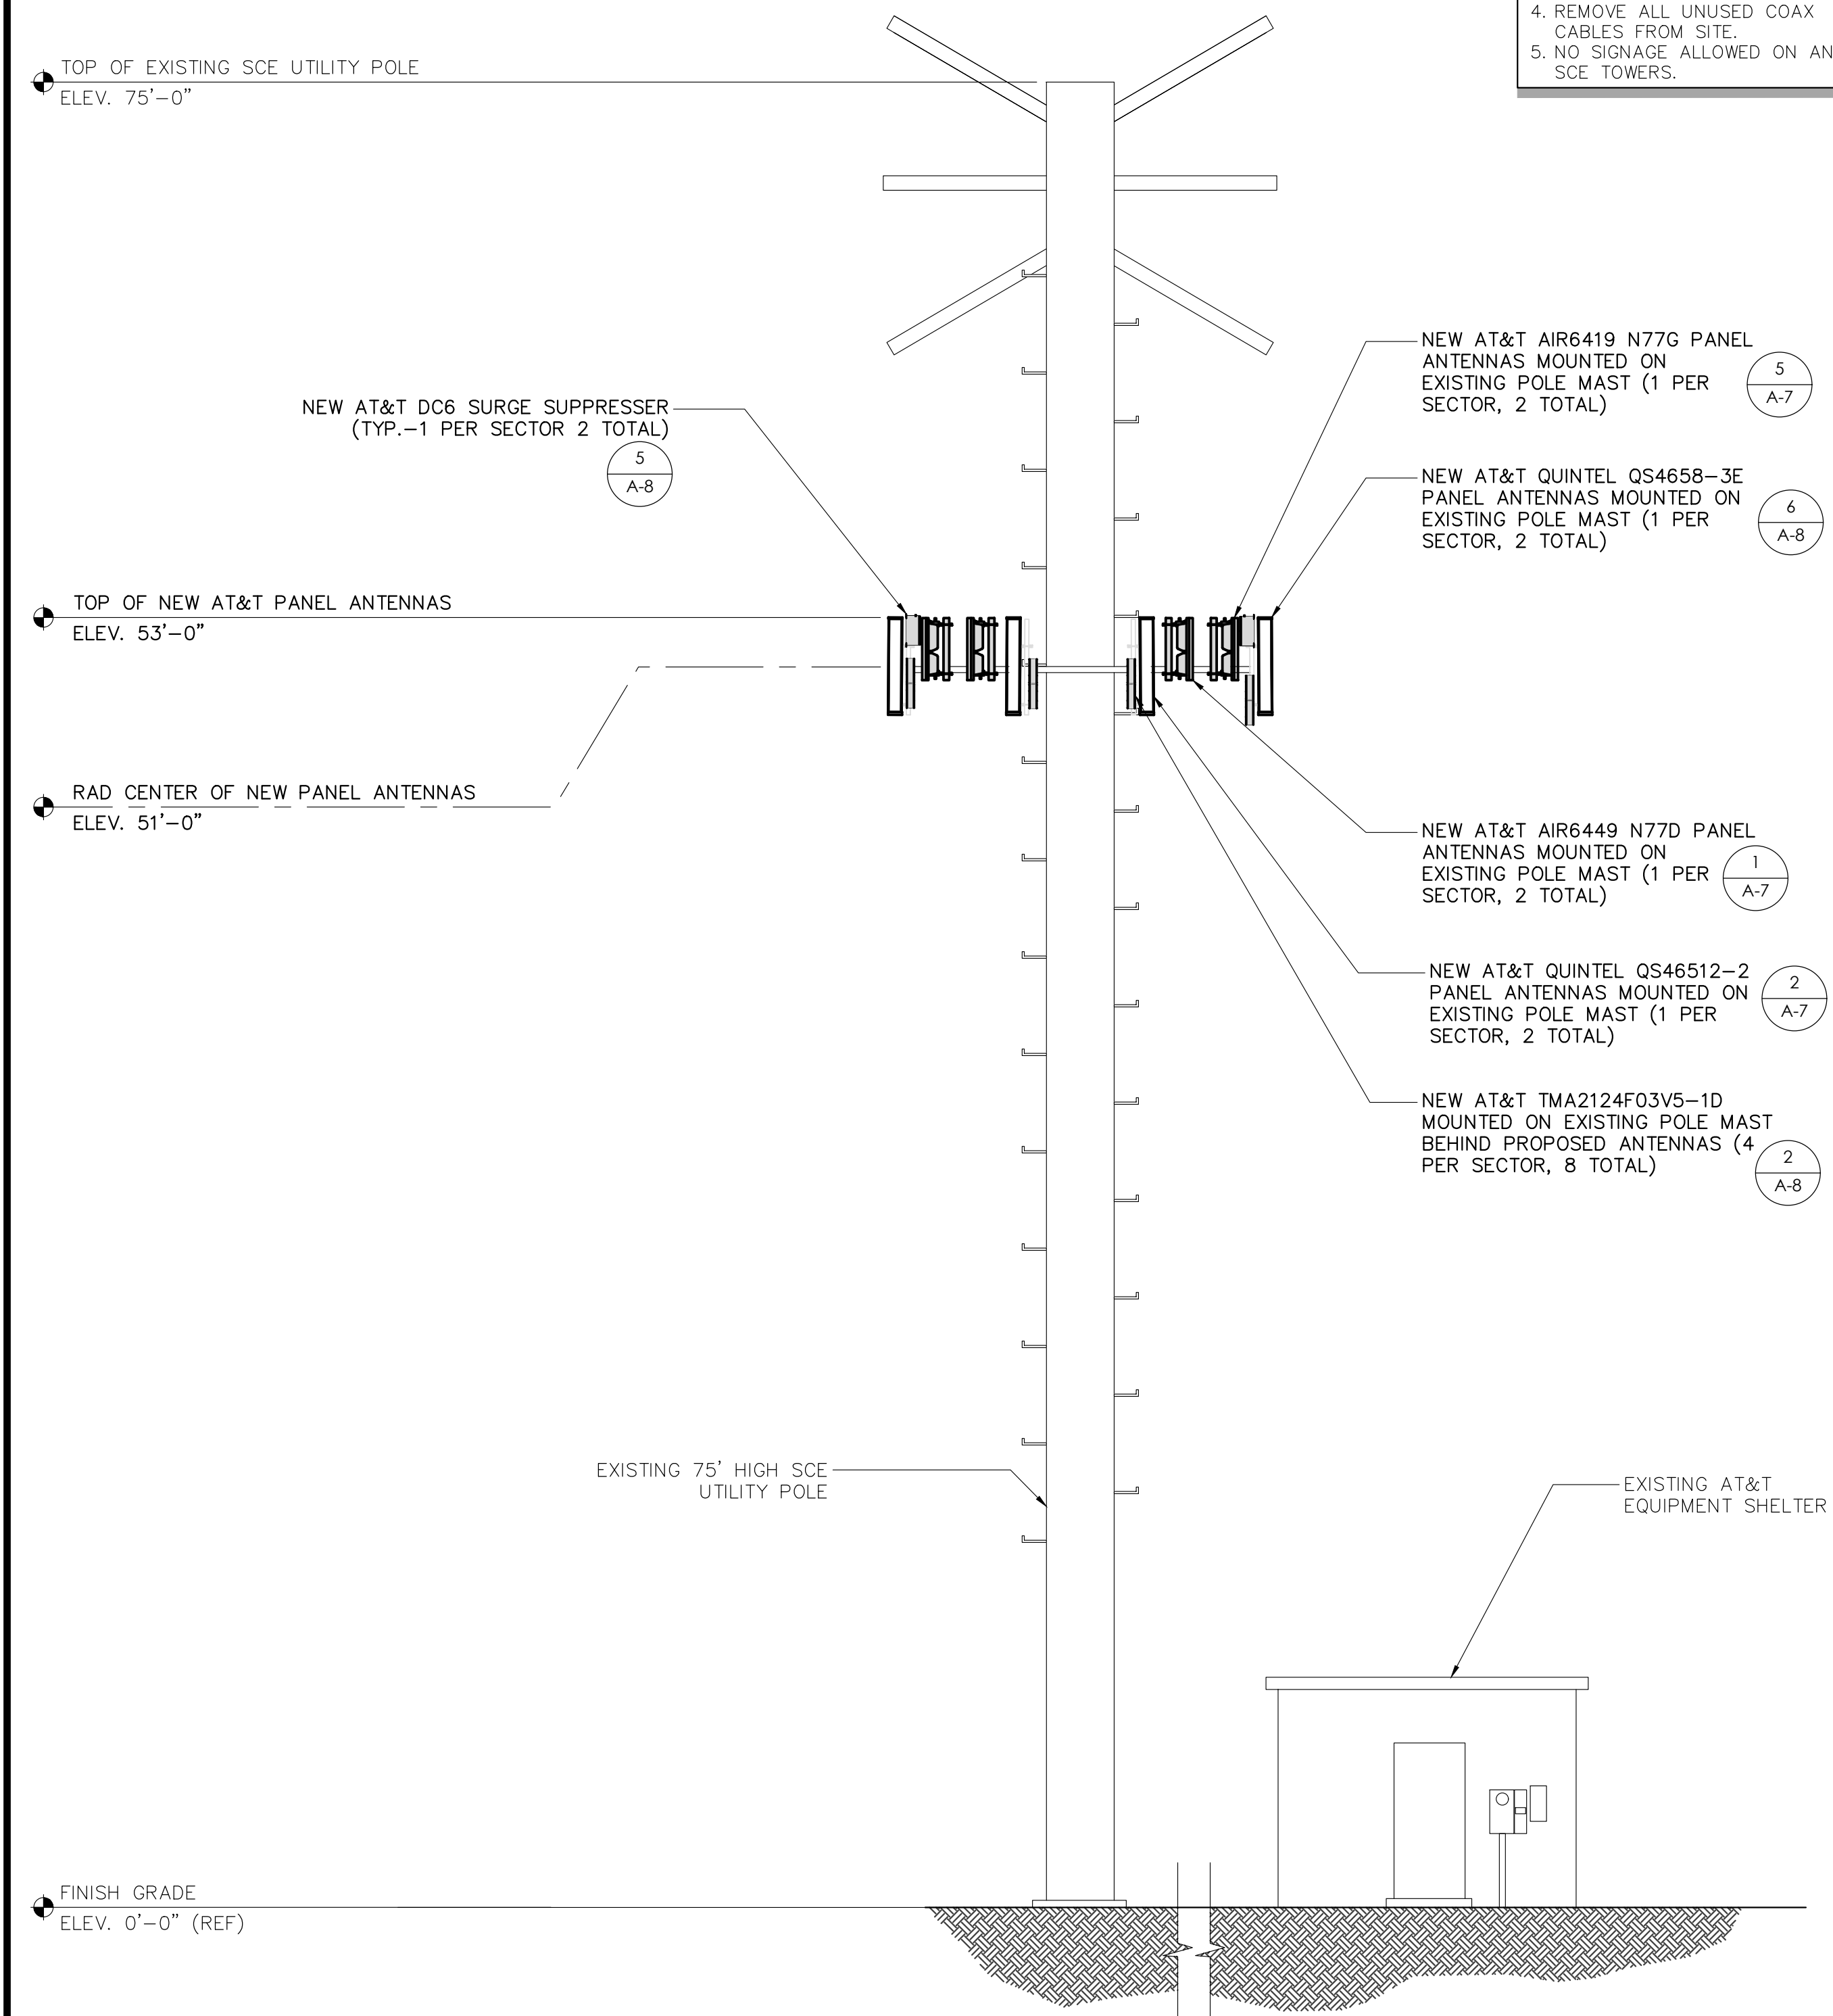 4. REMOVE ALL UNUSED COAX
CABLES FROM SITE.
5. NO SIGNAGE ALLOWED ON AN
SCE TOWERS.
TOP OF EXISTING SCE UTILITY POLE
ELEV. 75'-0"
NEW AT&T AIR6419 N77G PANEL
ANTENNAS MOUNTED ON
EXISTING POLE MAST (1 PER
SECTOR, 2 TOTAL)
5
A-7
NEW AT&T DC6 SURGE SUPPRESSER
(TYP.-1 PER SECTOR 2 TOTAL)
5
A-8
NEW AT&T QUINTEL QS4658-3E
PANEL ANTENNAS MOUNTED ON
EXISTING POLE MAST (1 PER
SECTOR, 2 TOTAL)
6
A-8
TOP OF NEW AT&T PANEL ANTENNAS
ELEV. 53'-0"
RAD CENTER OF NEW PANEL ANTENNAS
ELEV. 51'-0"
NEW AT&T AIR6449 N77D PANEL
ANTENNAS MOUNTED ON
EXISTING POLE MAST (1 PER
SECTOR, 2 TOTAL)
1
A-7
NEW AT&T QUINTEL QS46512-2
PANEL ANTENNAS MOUNTED ON
EXISTING POLE MAST (1 PER
SECTOR, 2 TOTAL)
2
A-7
NEW AT&T TMA2124F03V5-1D
MOUNTED ON EXISTING POLE MAST
BEHIND PROPOSED ANTENNAS (4
PER SECTOR, 8 TOTAL)
2
A-8
EXISTING 75' HIGH SCE
UTILITY POLE
EXISTING AT&T
EQUIPMENT SHELTER
FINISH GRADE
ELEV. 0'-0" (REF)